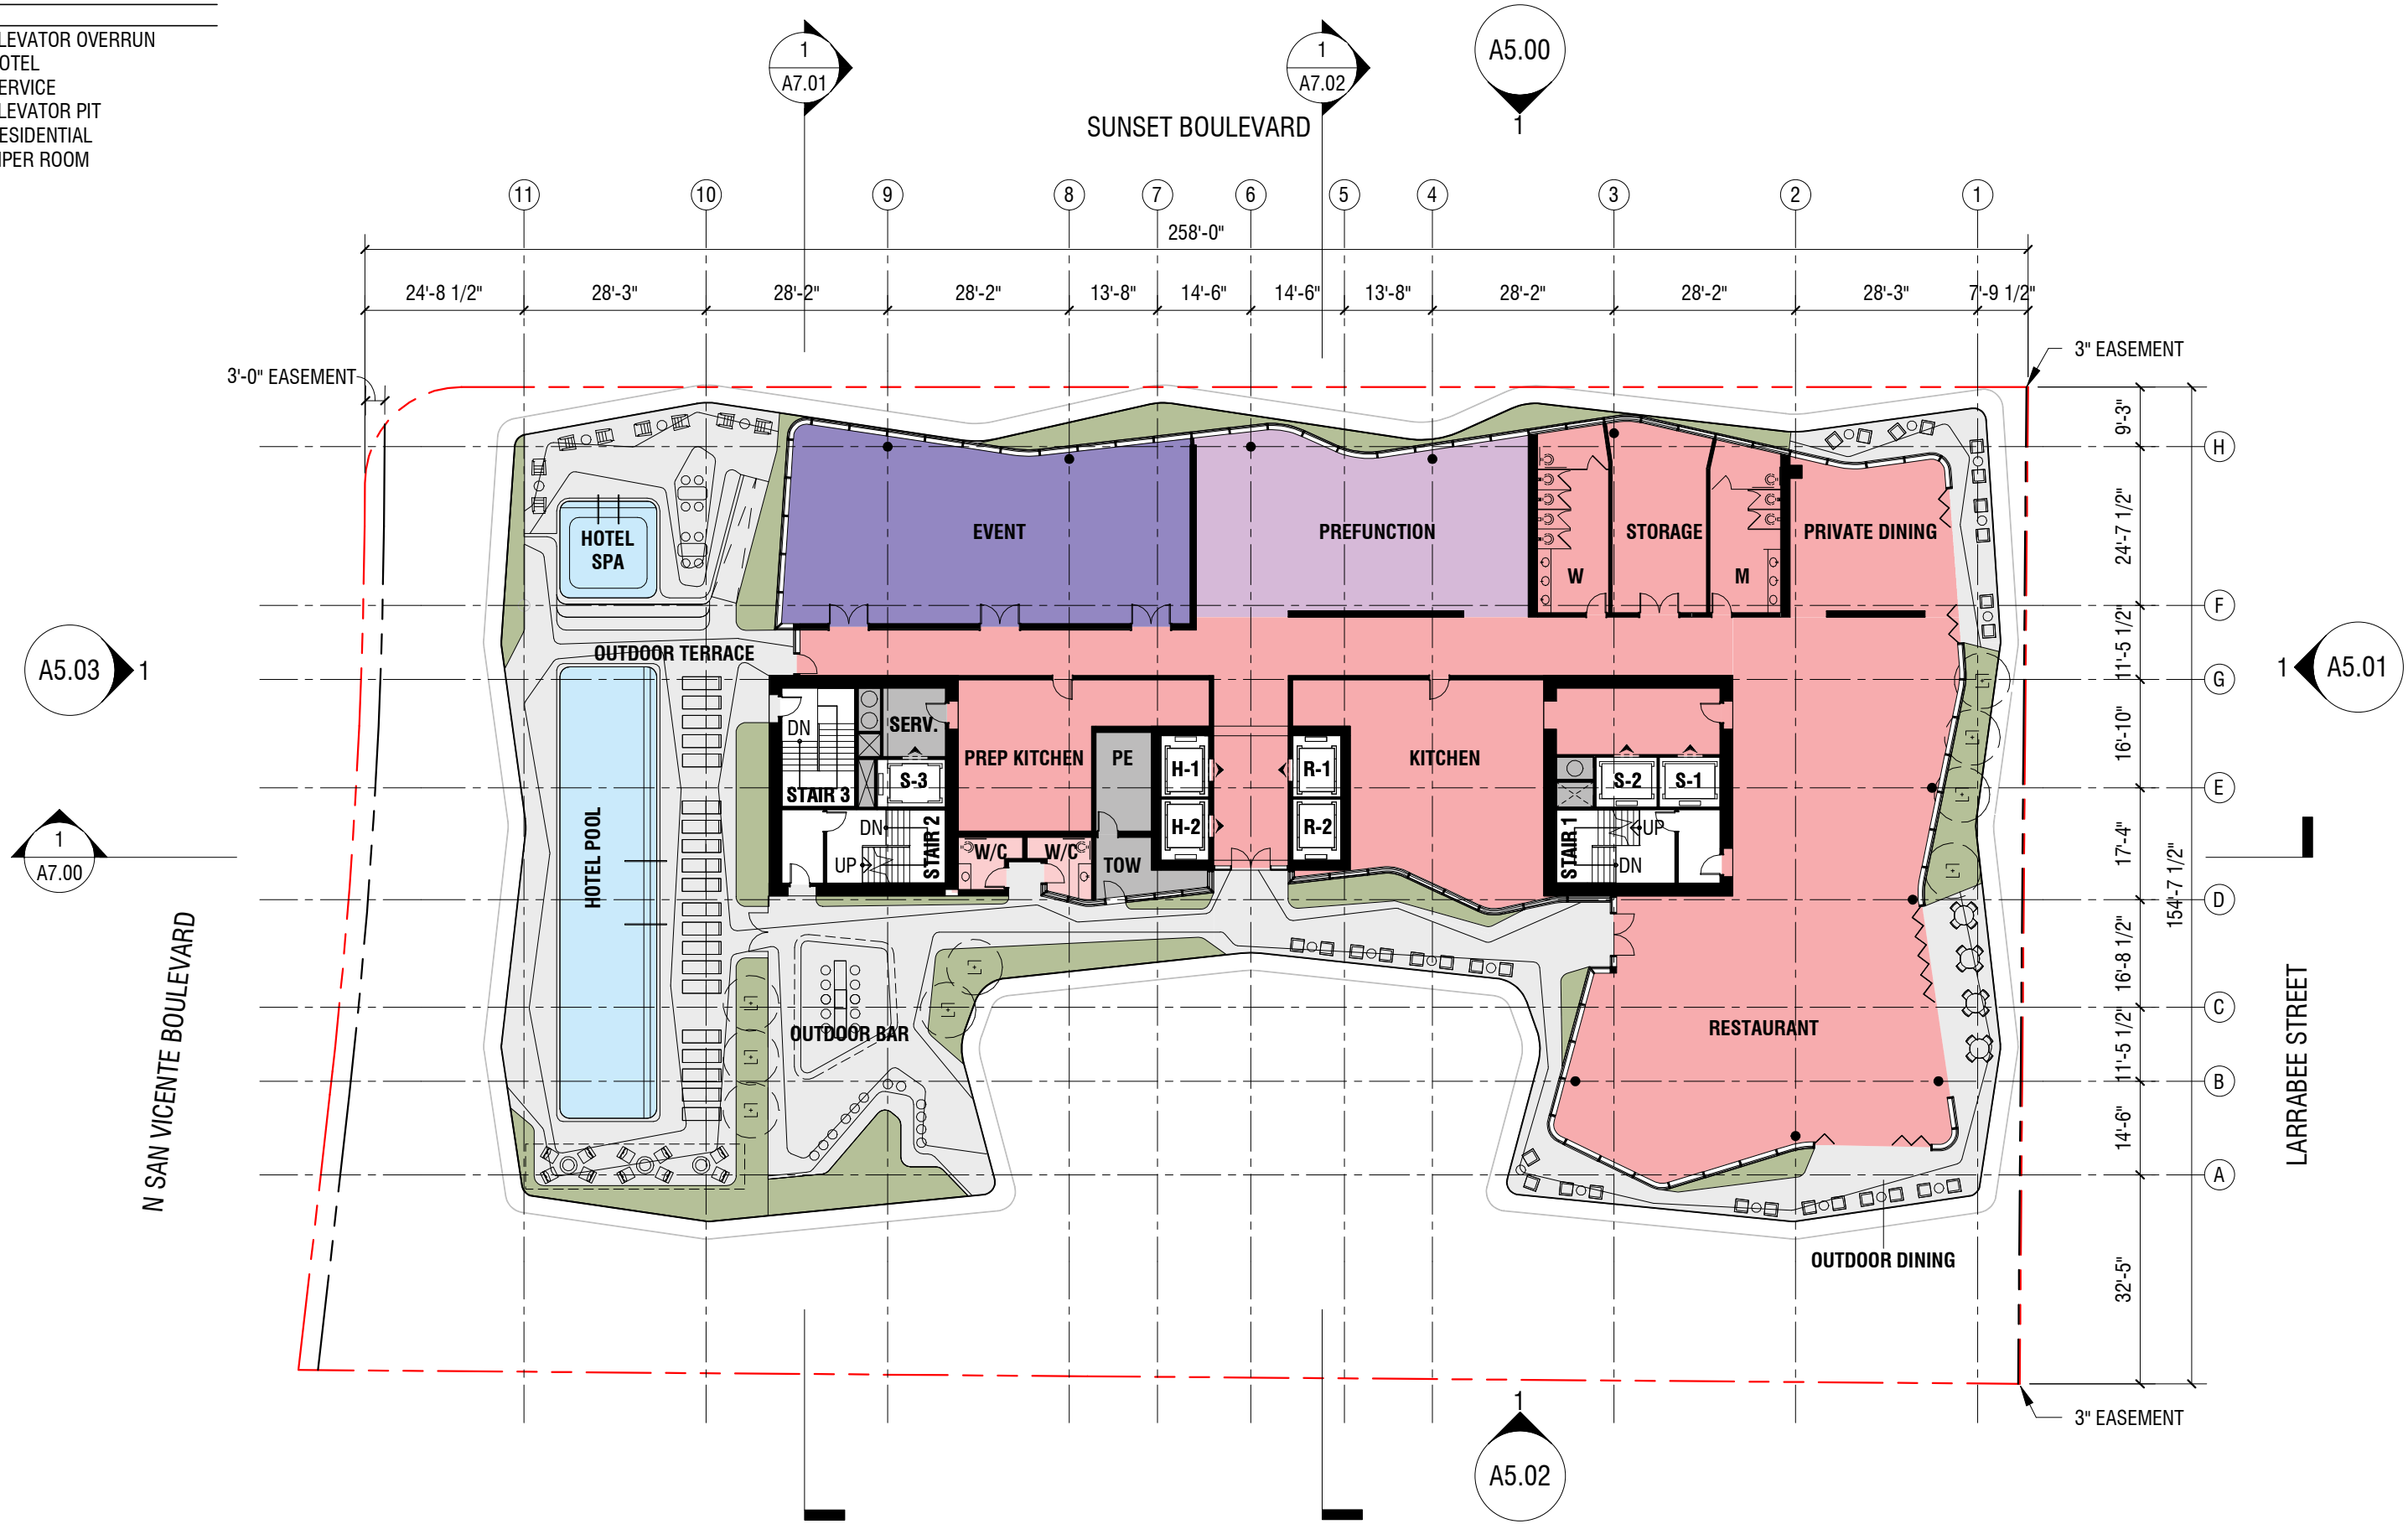 LEVATOR OVERRUN
OTEL
ERVICE
LEVATOR PIT
ESIDENTIAL
IPER ROOM
1
A7.01
1
A7.02
A5.00
1
SUNSET BOULEVARD
11
10
9
8
7
6
5
4
3
2
1
258'-0"
24'-8 1/2"
28'-3"
28'-2"
28'-2"
13'-8"
14'-6"
14'-6"
13'-8"
28'-2"
28'-2"
28'-3"
7'-9 1/2"
3" EASEMENT
3'-0" EASEMENT
9'-3"
H
24'-7 1/2"
F
11'-5 1/2"
G
16'-10"
E
17'-4"
D
154'-7 1/2"
16'-8 1/2"
C
11'-5 1/2"
B
14'-6"
A
32'-5"
HOTEL
SPA
EVENT
PREFUNCTION
STORAGE
PRIVATE DINING
W
M
OUTDOOR TERRACE
A5.03
1
1
A5.01
DN
SERV.
PREP KITCHEN
PE
H-1
R-1
KITCHEN
S-2
S-1
S-3
STAIR 3
H-2
R-2
DN
UP
STAIR 2
W/C
W/C
TOW
STAIR 1
UP
DN
1
A7.00
HOTEL POOL
N SAN VICENTE BOULEVARD
OUTDOOR BAR
RESTAURANT
LARRABEE STREET
OUTDOOR DINING
3" EASEMENT
1
A5.02